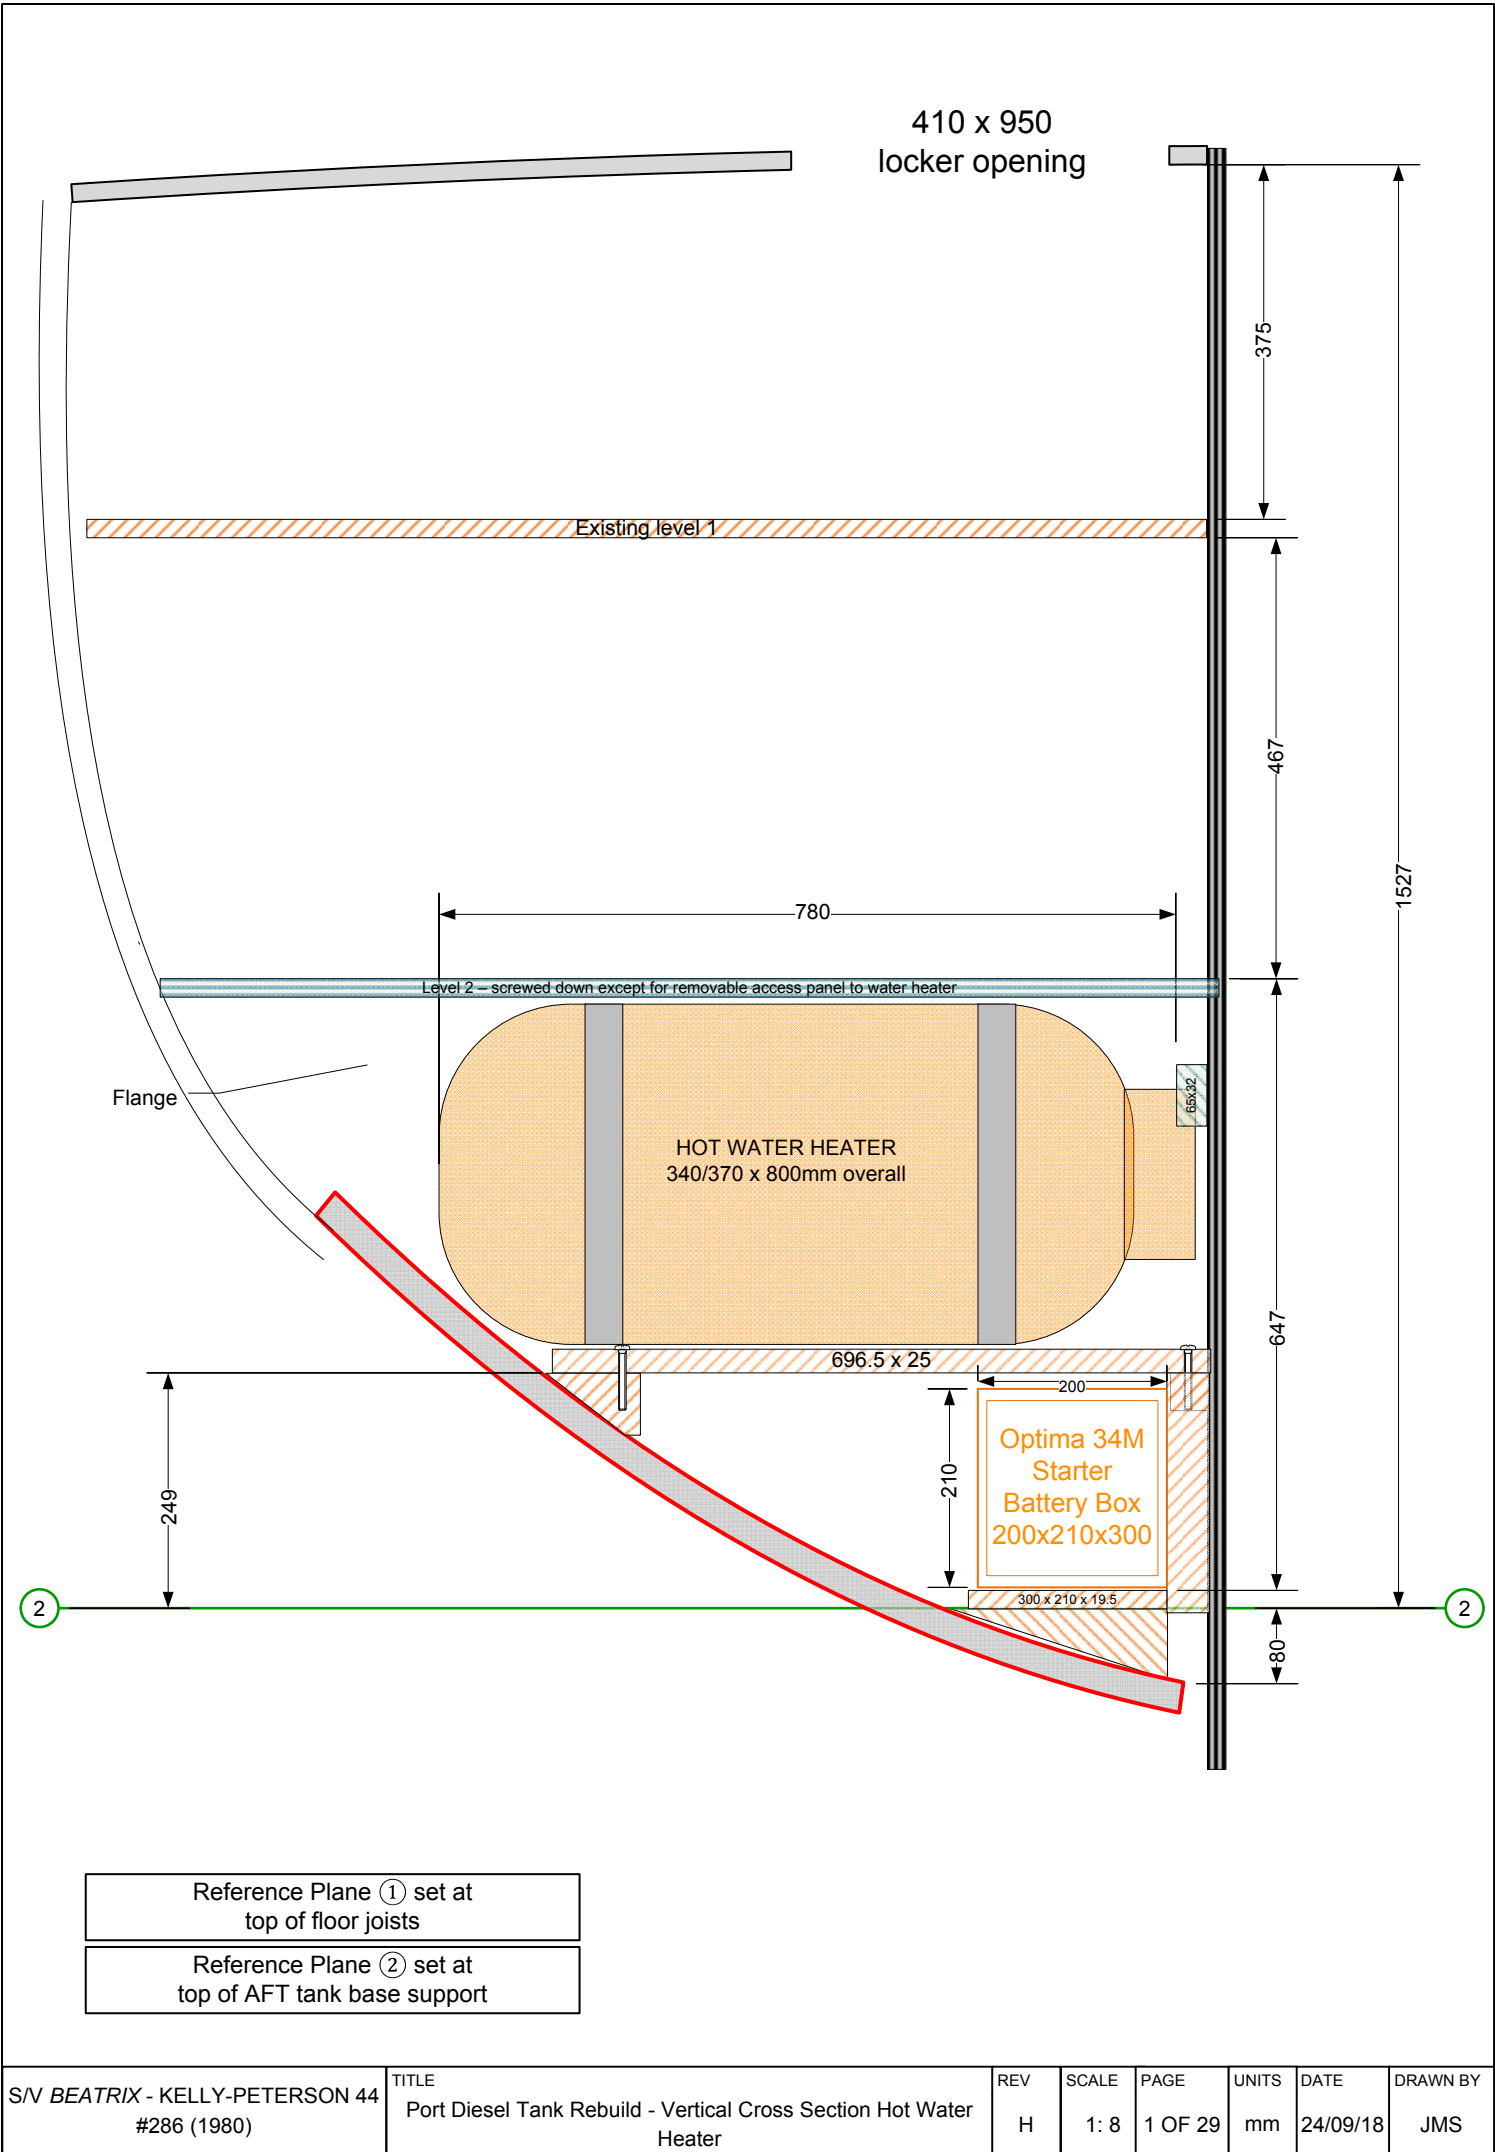 410 x 950
locker opening
375
Existing level 1
467
1527
780
Level 2 – screwed down except for removable access panel to water heater
Flange
65x32
HOT WATER HEATER
340/370 x 800mm overall
647
696.5 x 25
200
249
210
Optima 34M
Starter
Battery Box
200x210x300
300 x 210 x 19.5
2
2
80
Reference Plane ① set at
top of floor joists
Reference Plane ② set at
top of AFT tank base support
S/V BEATRIX - KELLY-PETERSON 44
#286 (1980)
TITLE
Port Diesel Tank Rebuild - Vertical Cross Section Hot Water
Heater
REV
H
SCALE
1: 8
PAGE
1 OF 29
UNITS
mm
DATE
24/09/18
DRAWN BY
JMS